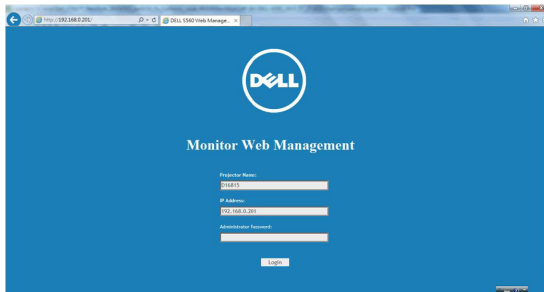 http://192.168.0.201/
DELL S560 Web Manage...
DELL
Monitor Web Management
Projector Name:
D16815
IP Address:
192.168.0.201
Administrator Password:
Login